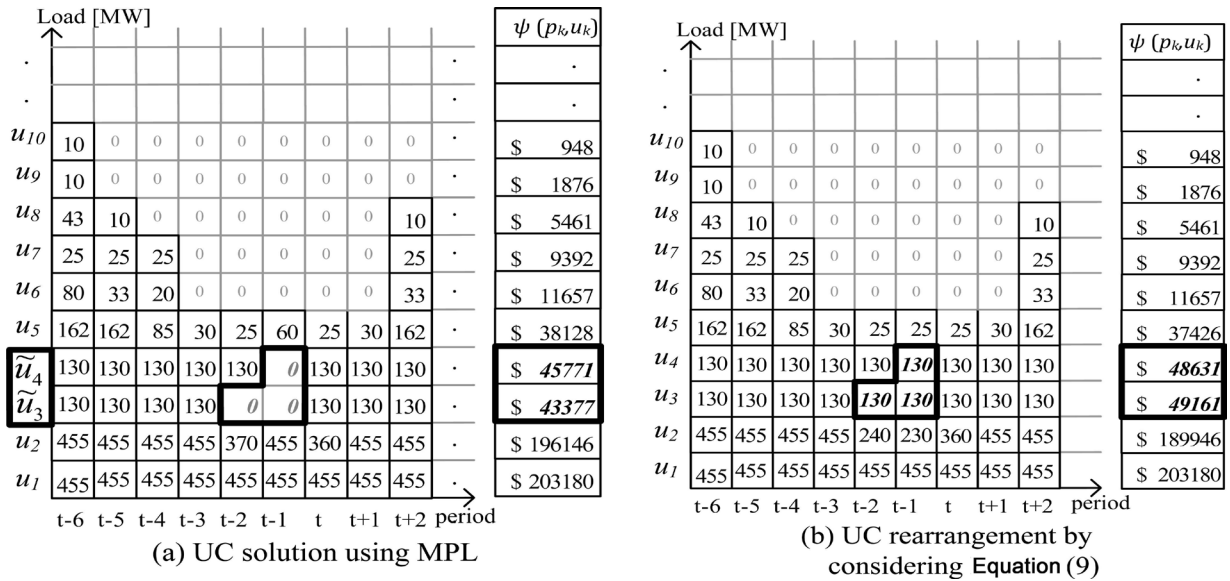 Load [MW]
ψ (pₖ,uₖ)
· · ·
· · ·
u₁₀ 10 0 0 0 0 0 0 0 0 · $ 948
u₉ 10 0 0 0 0 0 0 0 0 · $ 1876
u₈ 43 10 0 0 0 0 0 0 10 · $ 5461
u₇ 25 25 25 0 0 0 0 0 25 · $ 9392
u₆ 80 33 20 0 0 0 0 0 33 · $ 11657
u₅ 162 162 85 30 25 60 25 30 162 · $ 38128
ũ₄ 130 130 130 130 130 0 130 130 130 · $ 45771
ũ₃ 130 130 130 130 0 0 130 130 130 · $ 43377
u₂ 455 455 455 455 370 455 360 455 455 · $ 196146
u₁ 455 455 455 455 455 455 455 455 455 · $ 203180
t-6 t-5 t-4 t-3 t-2 t-1 t t+1 t+2 period
(a) UC solution using MPL
Load [MW]
ψ (pₖ,uₖ)
·
·
u₁₀ 10 0 0 0 0 0 0 0 0 $ 948
u₉ 10 0 0 0 0 0 0 0 0 $ 1876
u₈ 43 10 0 0 0 0 0 0 10 $ 5461
u₇ 25 25 25 0 0 0 0 0 25 $ 9392
u₆ 80 33 20 0 0 0 0 0 33 $ 11657
u₅ 162 162 85 30 25 25 25 30 162 $ 37426
u₄ 130 130 130 130 130 130 130 130 130 $ 48631
u₃ 130 130 130 130 130 130 130 130 130 $ 49161
u₂ 455 455 455 455 240 230 360 455 455 $ 189946
u₁ 455 455 455 455 455 455 455 455 455 $ 203180
t-6 t-5 t-4 t-3 t-2 t-1 t t+1 t+2 period
(b) UC rearrangement by
considering Equation (9)